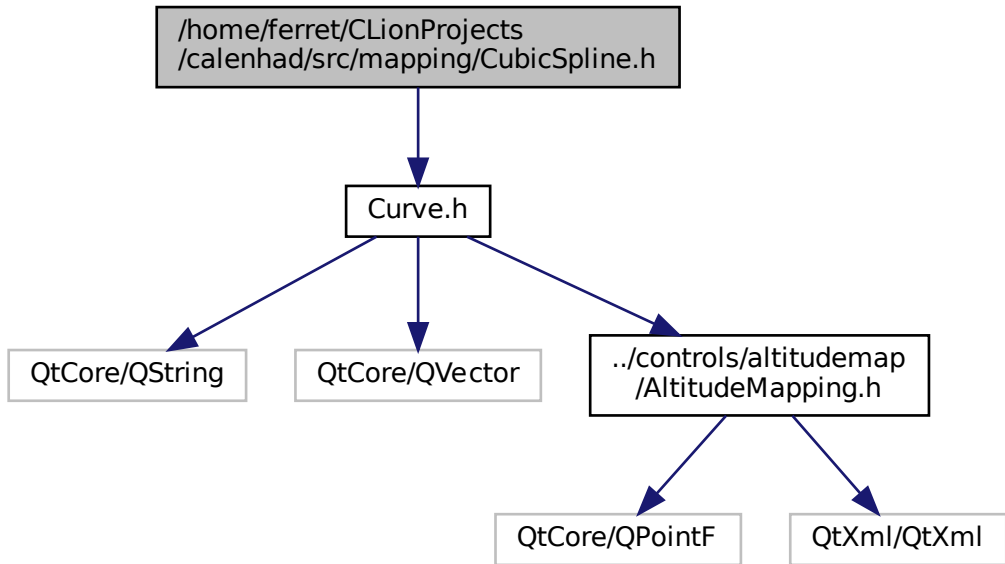 /home/ferret/CLionProjects
/calenhad/src/mapping/CubicSpline.h
Curve.h
QtCore/QString
QtCore/QVector
../controls/altitudemap
/AltitudeMapping.h
QtCore/QPointF
QtXml/QtXml